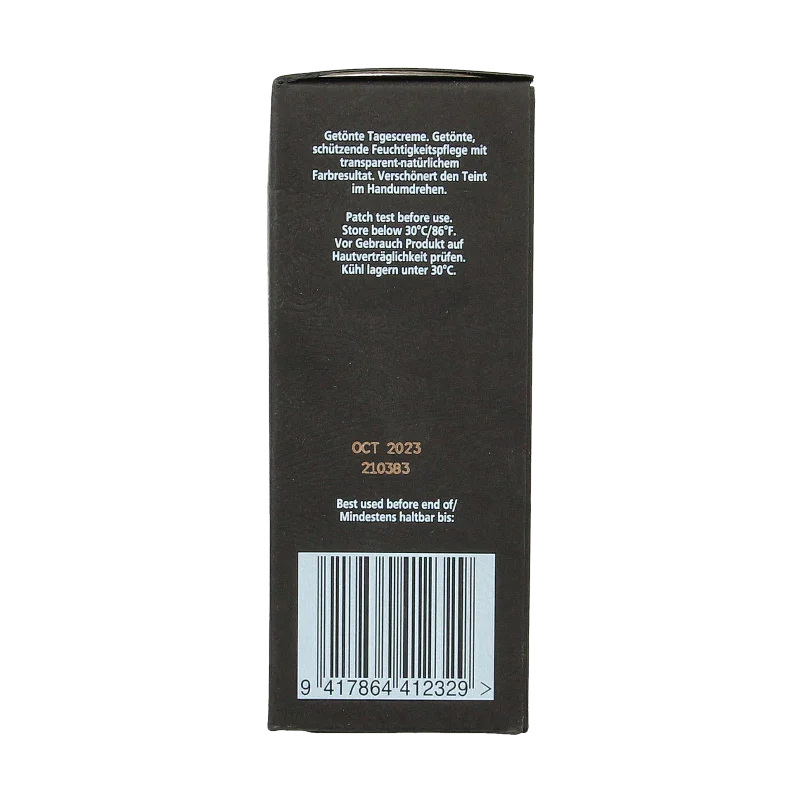 Getönte Tagescreme. Getönte,
schützende Feuchtigkeitspflege mit
transparent-natürlichem
Farbresultat. Verschönert den Teint
im Handumdrehen.
Patch test before use.
Store below 30°C/86°F.
Vor Gebrauch Produkt auf
Hautverträglichkeit prüfen.
Kühl lagern unter 30°C.
OCT 2023
210383
Best used before end of/
Mindestens haltbar bis:
9 417864 412329 >